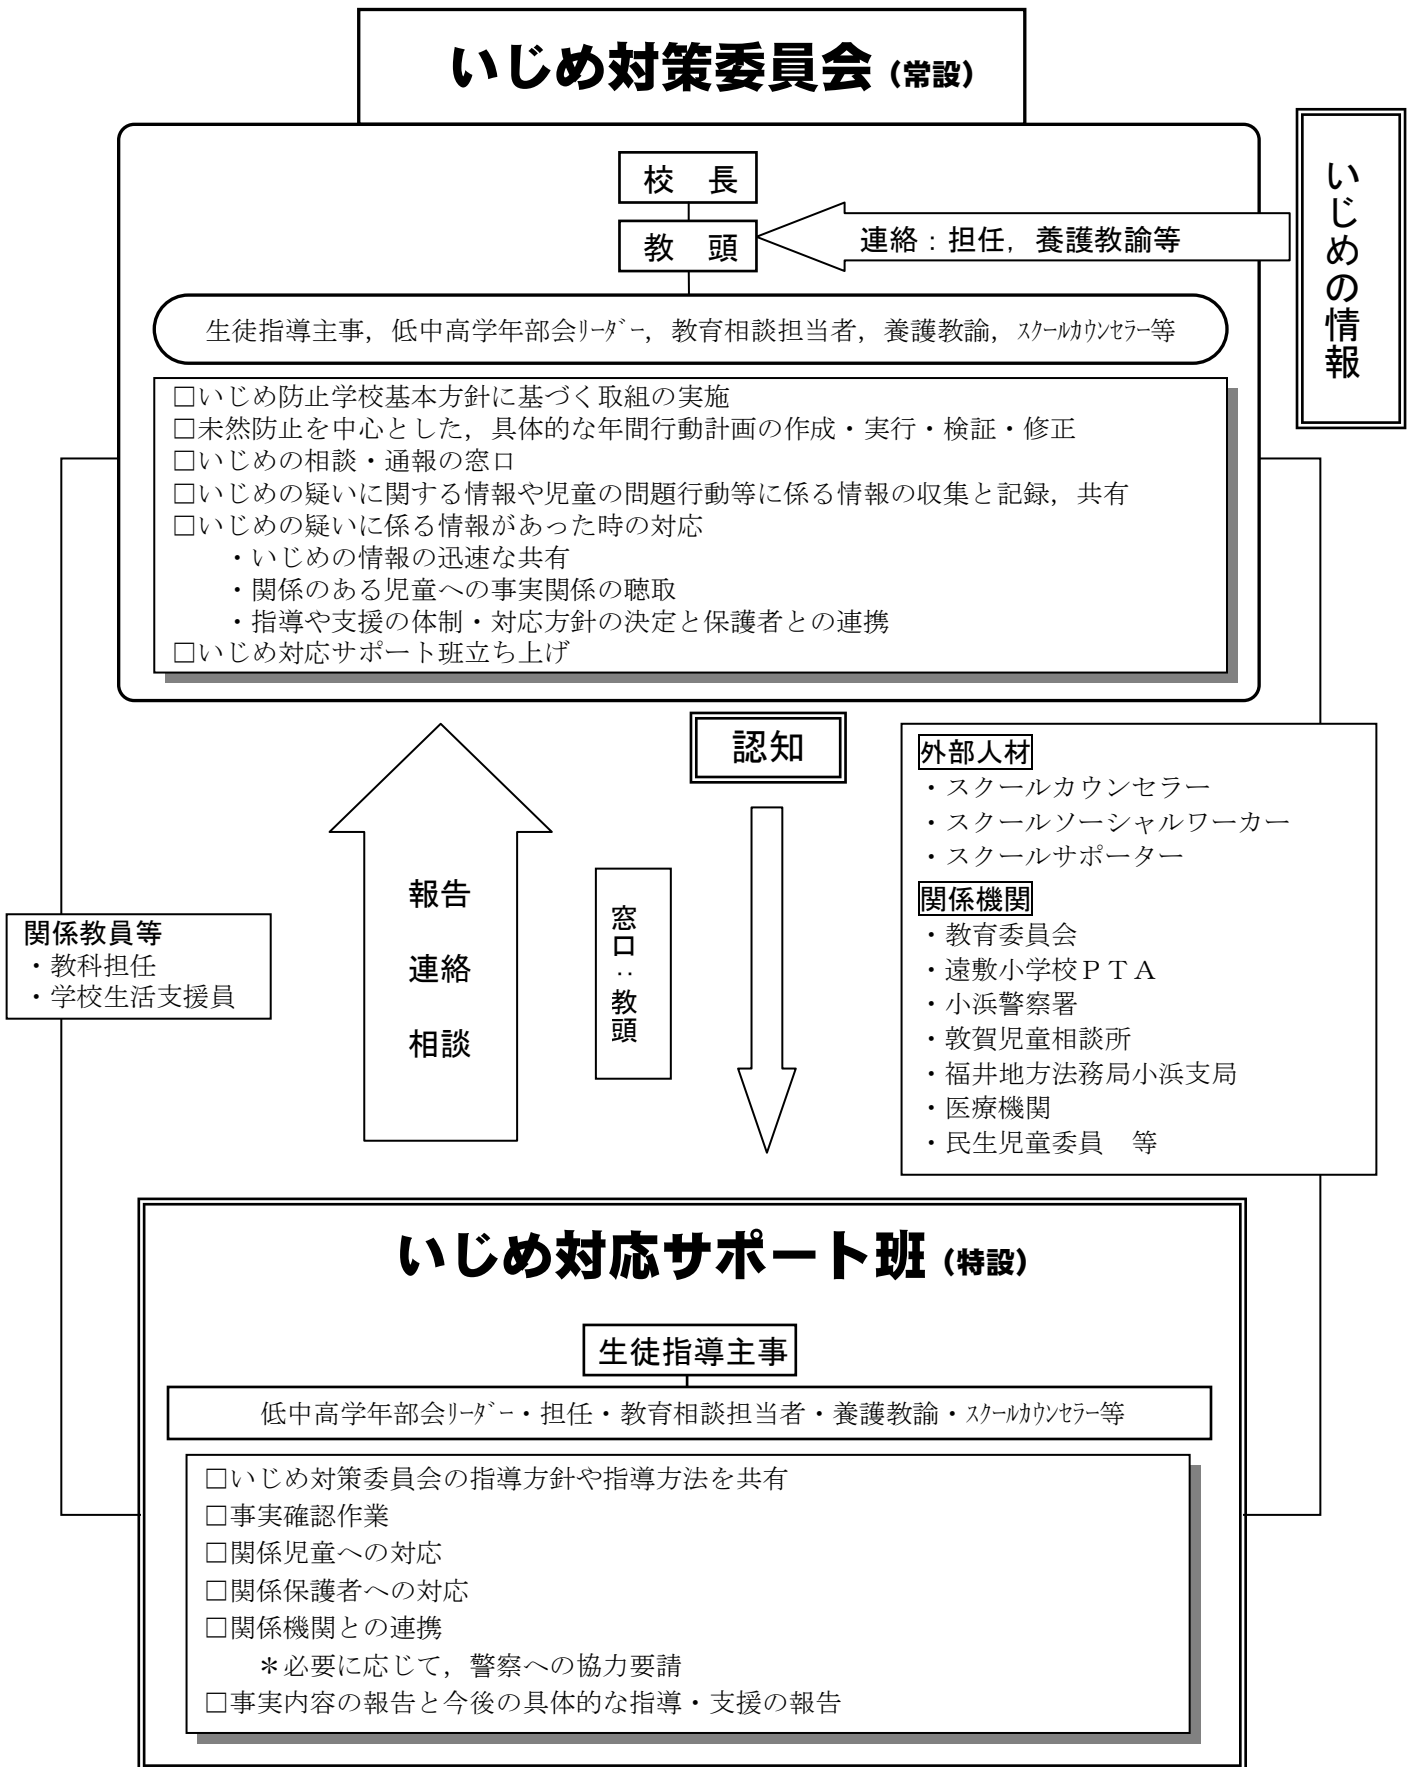 いじめ対策委員会（常設）
いじめの情報
校　長
教　頭
連絡：担任，養護教諭等
生徒指導主事，低中高学年部会ﾘｰﾀﾞｰ，教育相談担当者，養護教諭，ｽｸｰﾙｶｳﾝｾﾗｰ等
□いじめ防止学校基本方針に基づく取組の実施
□未然防止を中心とした，具体的な年間行動計画の作成・実行・検証・修正
□いじめの相談・通報の窓口
□いじめの疑いに関する情報や児童の問題行動等に係る情報の収集と記録，共有
□いじめの疑いに係る情報があった時の対応
・いじめの情報の迅速な共有
・関係のある児童への事実関係の聴取
・指導や支援の体制・対応方針の決定と保護者との連携
□いじめ対応サポート班立ち上げ
認知
報告
連絡
相談
窓口：教頭
関係教員等
・教科担任
・学校生活支援員
外部人材
・スクールカウンセラー
・スクールソーシャルワーカー
・スクールサポーター
関係機関
・教育委員会
・遠敷小学校ＰＴＡ
・小浜警察署
・敦賀児童相談所
・福井地方法務局小浜支局
・医療機関
・民生児童委員　等
いじめ対応サポート班（特設）
生徒指導主事
低中高学年部会ﾘｰﾀﾞｰ・担任・教育相談担当者・養護教諭・ｽｸｰﾙｶｳﾝｾﾗｰ等
□いじめ対策委員会の指導方針や指導方法を共有
□事実確認作業
□関係児童への対応
□関係保護者への対応
□関係機関との連携
＊必要に応じて，警察への協力要請
□事実内容の報告と今後の具体的な指導・支援の報告